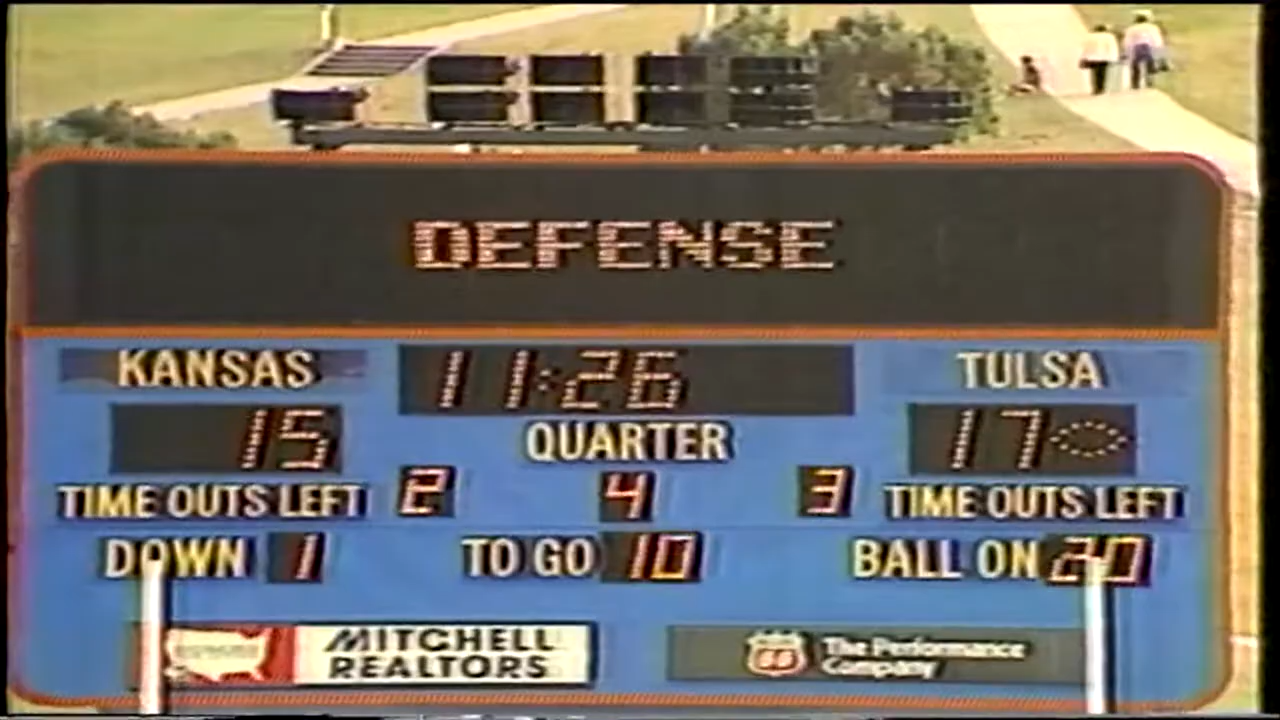 DEFENSE
KANSAS 11:26 TULSA
15 QUARTER 17
TIME OUTS LEFT 2 4 3 TIME OUTS LEFT
DOWN 1 TO GO 10 BALL ON 20
MITCHELL
REALTORS
66 The Performance
Company